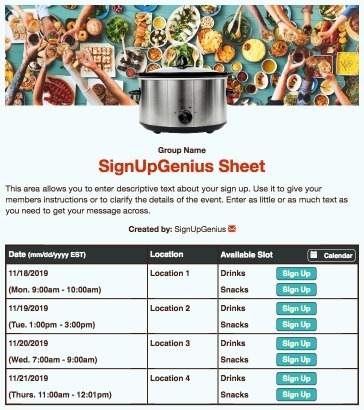 Group Name
SignUpGenius Sheet
This area allows you to enter descriptive text about your sign up. Use it to give your
members instructions or to clarify the details of the event. Enter as little or as much text as
you need to get your message across.
Created by: SignUpGenius
Date (mm/dd/yyyy EST) Location Available Slot Calendar
11/18/2019 Location 1 Drinks Sign Up
(Mon. 9:00am - 10:00am) Snacks Sign Up
11/19/2019 Location 2 Drinks Sign Up
(Tue. 1:00pm - 3:00pm) Snacks Sign Up
11/20/2019 Location 3 Drinks Sign Up
(Wed. 7:00am - 9:00am) Snacks Sign Up
11/21/2019 Location 4 Drinks Sign Up
(Thurs. 11:00am - 12:01pm) Snacks Sign Up